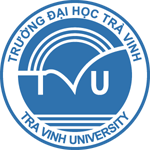 TRƯỜNG ĐẠI HỌC TRÀ VINH
TVU
TRA VINH UNIVERSITY